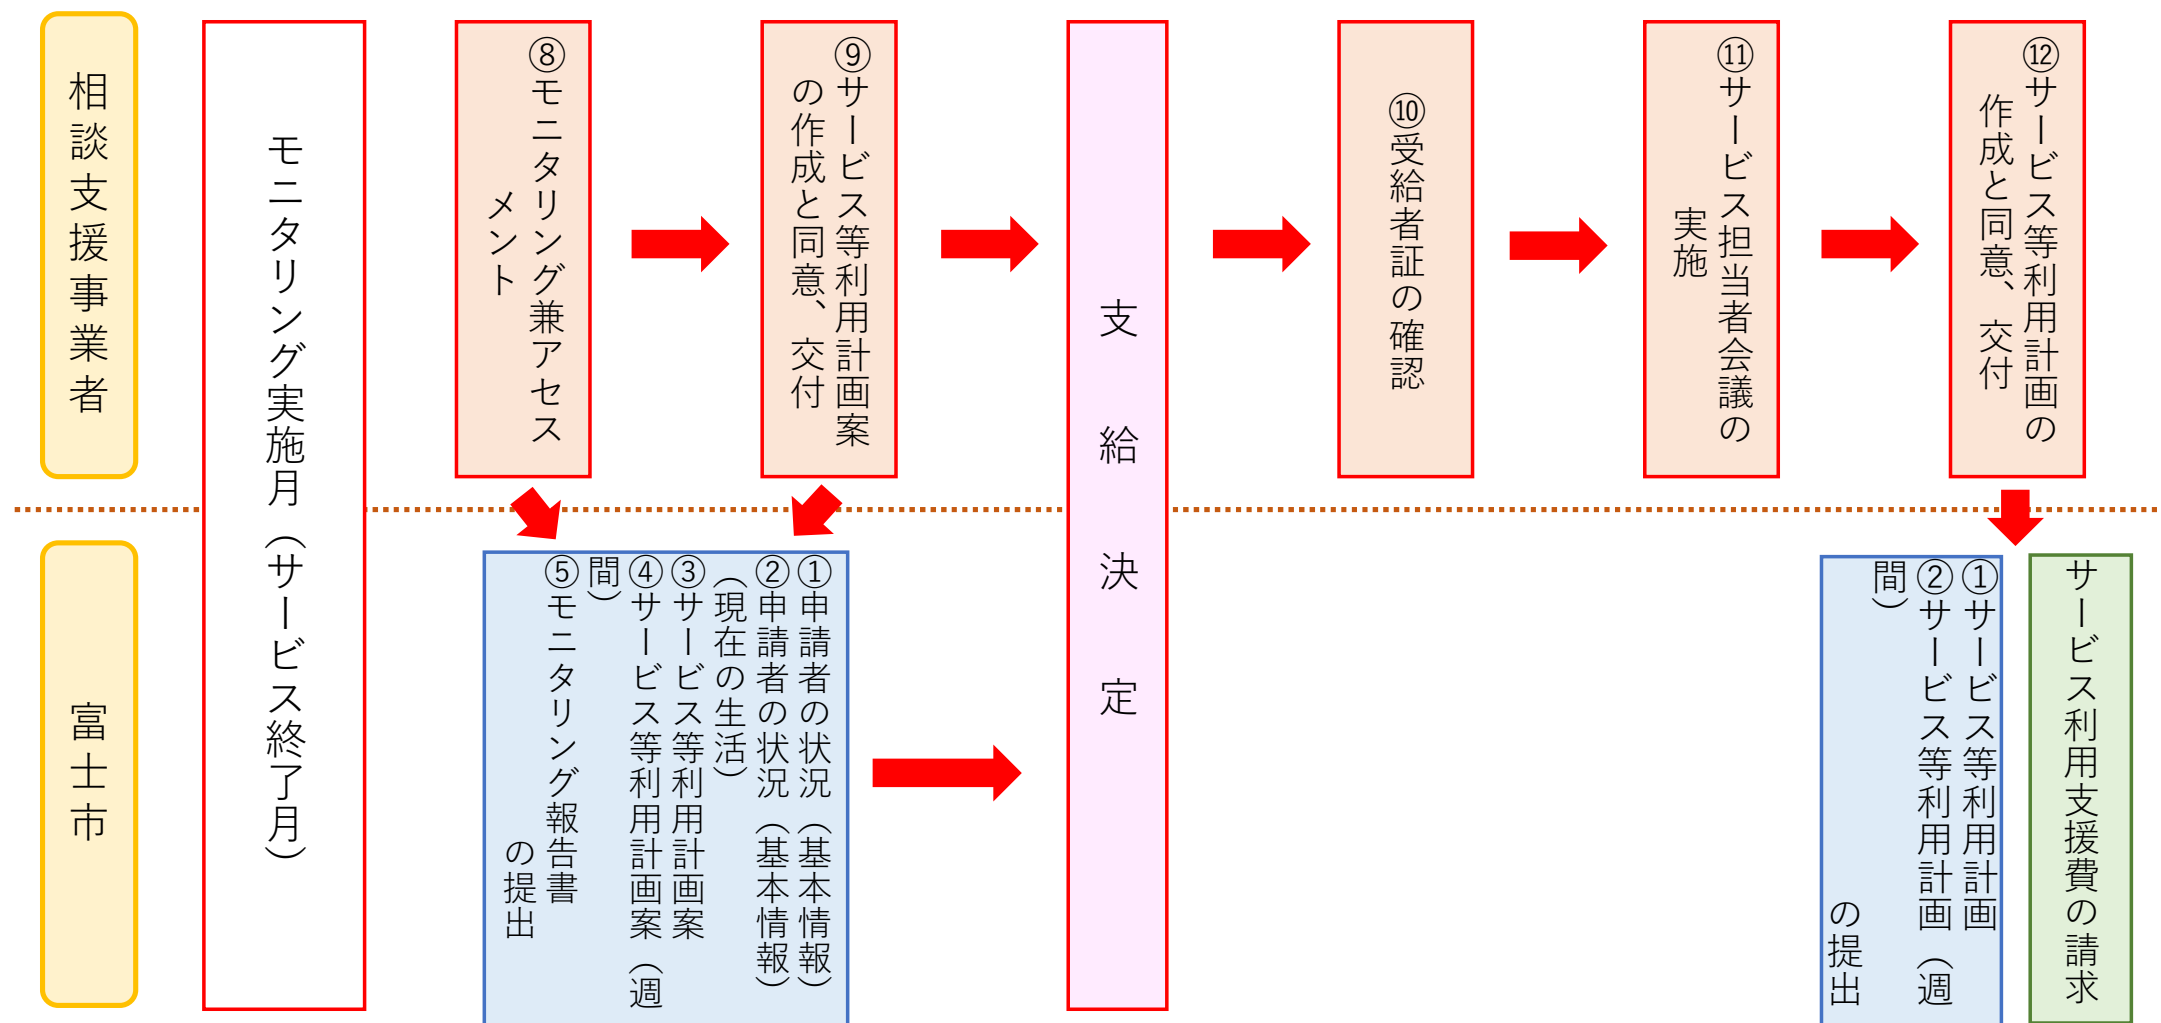 相談支援事業者
富士市
モニタリング実施月（サービス終了月）
⑧モニタリング兼アセス
メント
⑨サービス等利用計画案
の作成と同意、交付
①申請者の状況（基本情報）
②申請者の状況（基本情報）
（現在の生活）
③サービス等利用計画案
④サービス等利用計画案（週
間）
⑤モニタリング報告書
の提出
支給決定
⑩受給者証の確認
⑪サービス担当者会議の
実施
⑫サービス等利用計画の
作成と同意、交付
①サービス等利用計画
②サービス等利用計画（週
間）
の提出
サービス利用支援費の請求